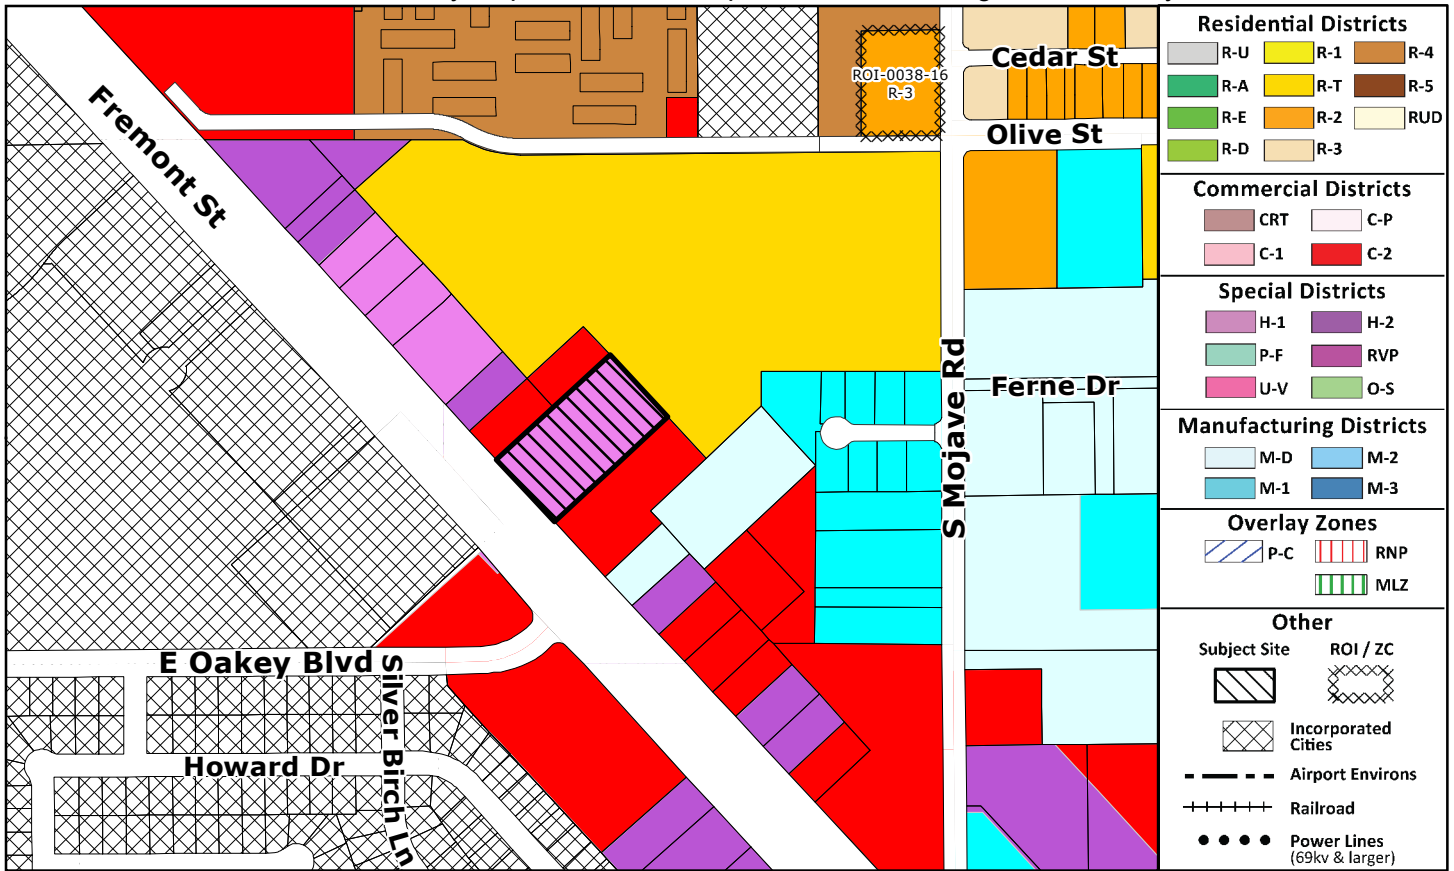 Cedar St
ROI-0038-16
R-3
Olive St
Fremont St
S Mojave Rd
Ferne Dr
E Oakey Blvd
Silver Birch Ln
Howard Dr
Residential Districts
R-U
R-1
R-4
R-A
R-T
R-5
R-E
R-2
RUD
R-D
R-3
Commercial Districts
CRT
C-P
C-1
C-2
Special Districts
H-1
H-2
P-F
RVP
U-V
O-S
Manufacturing Districts
M-D
M-2
M-1
M-3
Overlay Zones
P-C
RNP
MLZ
Other
Subject Site
ROI / ZC
Incorporated
Cities
Airport Environs
Railroad
Power Lines
(69kv & larger)